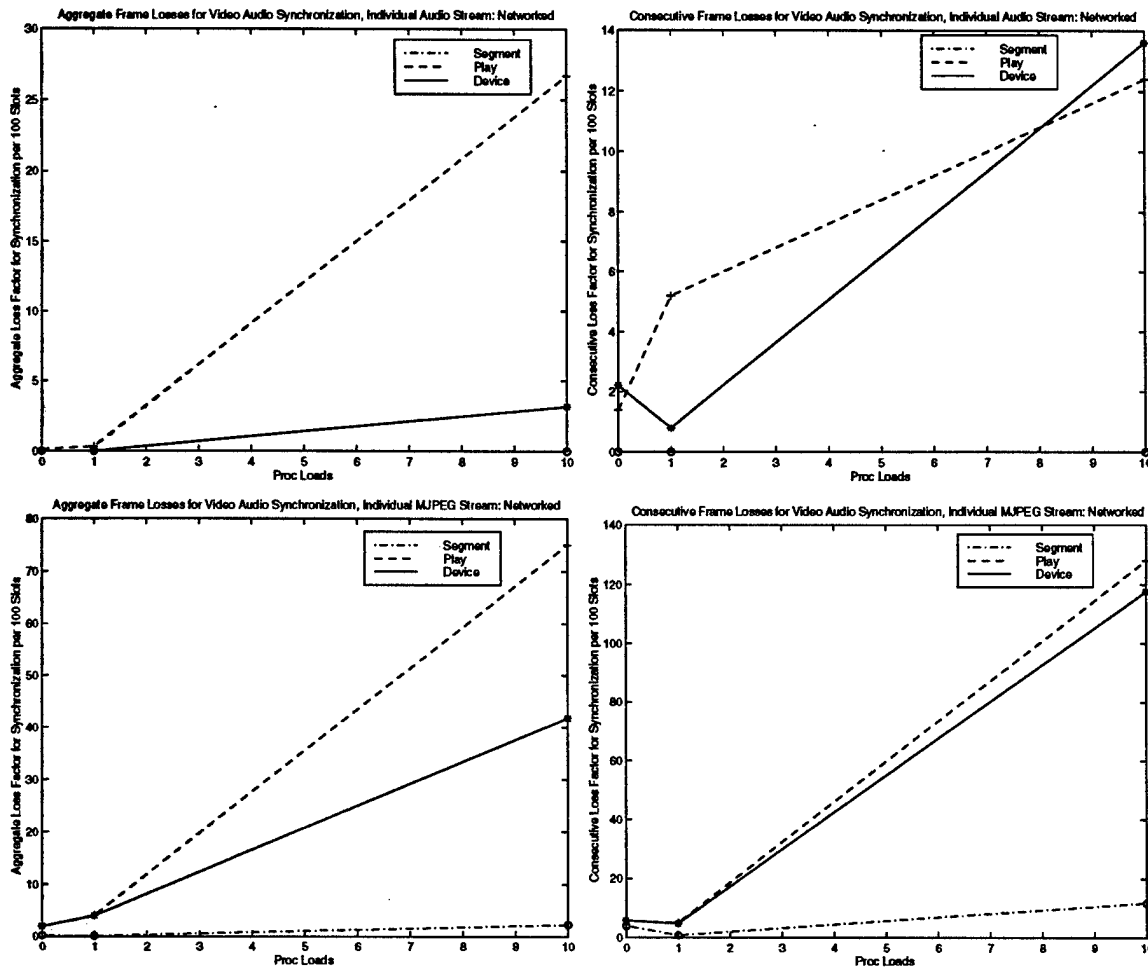 Aggregate Frame Losses for Video Audio Synchronization, Individual Audio Stream: Networked
Aggregate Loss Factor for Synchronization per 100 Slots
30
25
20
15
10
5
0
Segment
Play
Device
0 1 2 3 4 5 6 7 8 9 10
Proc Loads
Consecutive Frame Losses for Video Audio Synchronization, Individual Audio Stream: Networked
Consecutive Loss Factor for Synchronization per 100 Slots
14
12
10
8
6
4
2
0
Segment
Play
Device
0 1 2 3 4 5 6 7 8 9 10
Proc Loads
Aggregate Frame Losses for Video Audio Synchronization, Individual MJPEG Stream: Networked
Aggregate Loss Factor for Synchronization per 100 Slots
80
70
60
50
40
30
20
10
0
Segment
Play
Device
0 1 2 3 4 5 6 7 8 9 10
Proc Loads
Consecutive Frame Losses for Video Audio Synchronization, Individual MJPEG Stream: Networked
Consecutive Loss Factor for Synchronization per 100 Slots
140
120
100
80
60
40
20
0
Segment
Play
Device
0 1 2 3 4 5 6 7 8 9 10
Proc Loads